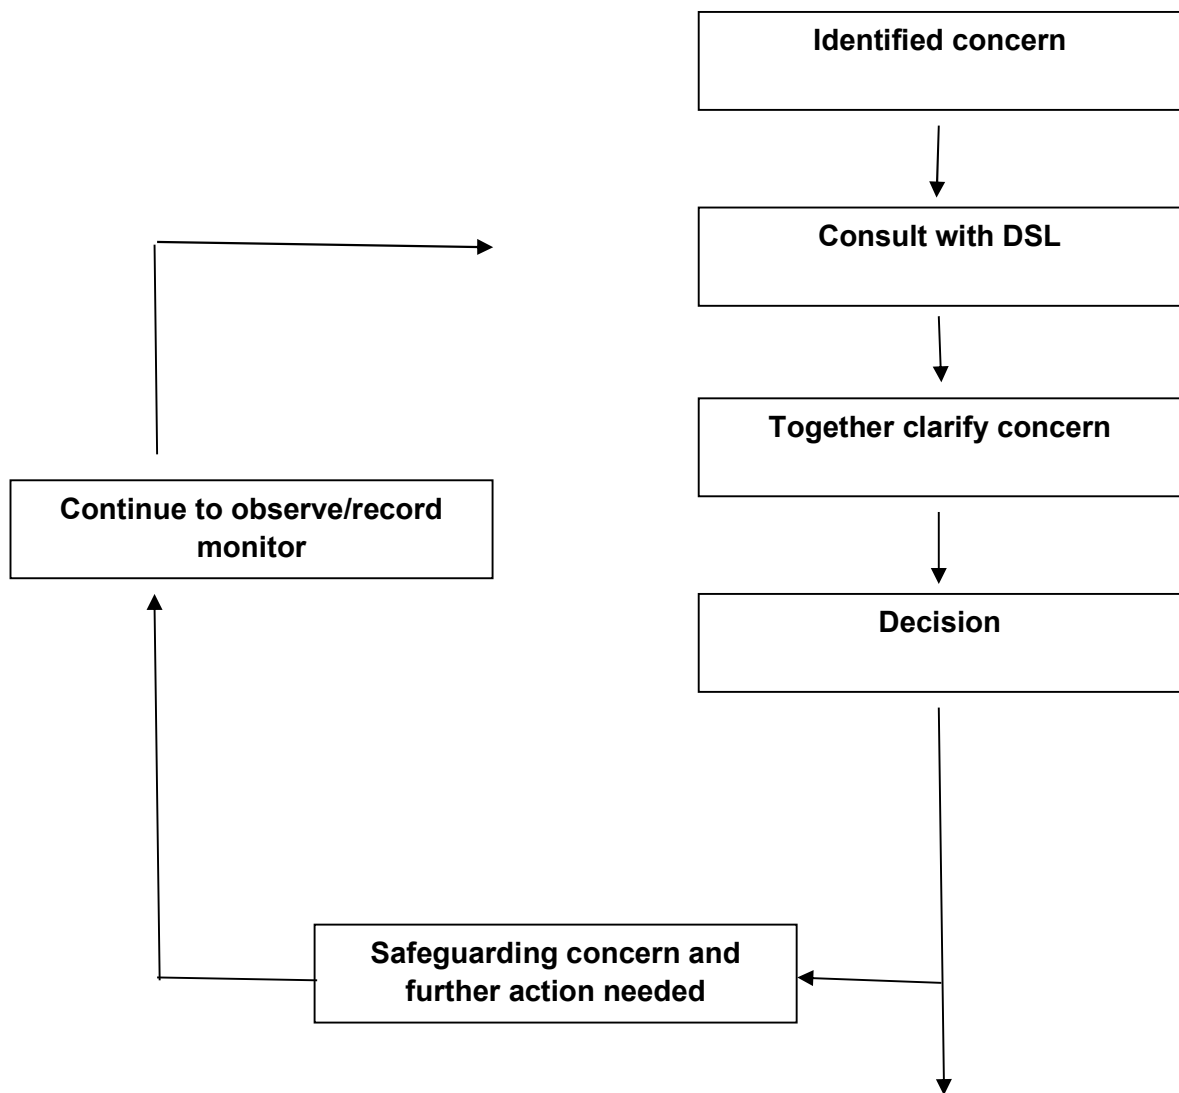 Identified concern
Consult with DSL
Together clarify concern
Continue to observe/record
monitor
Decision
Safeguarding concern and
further action needed